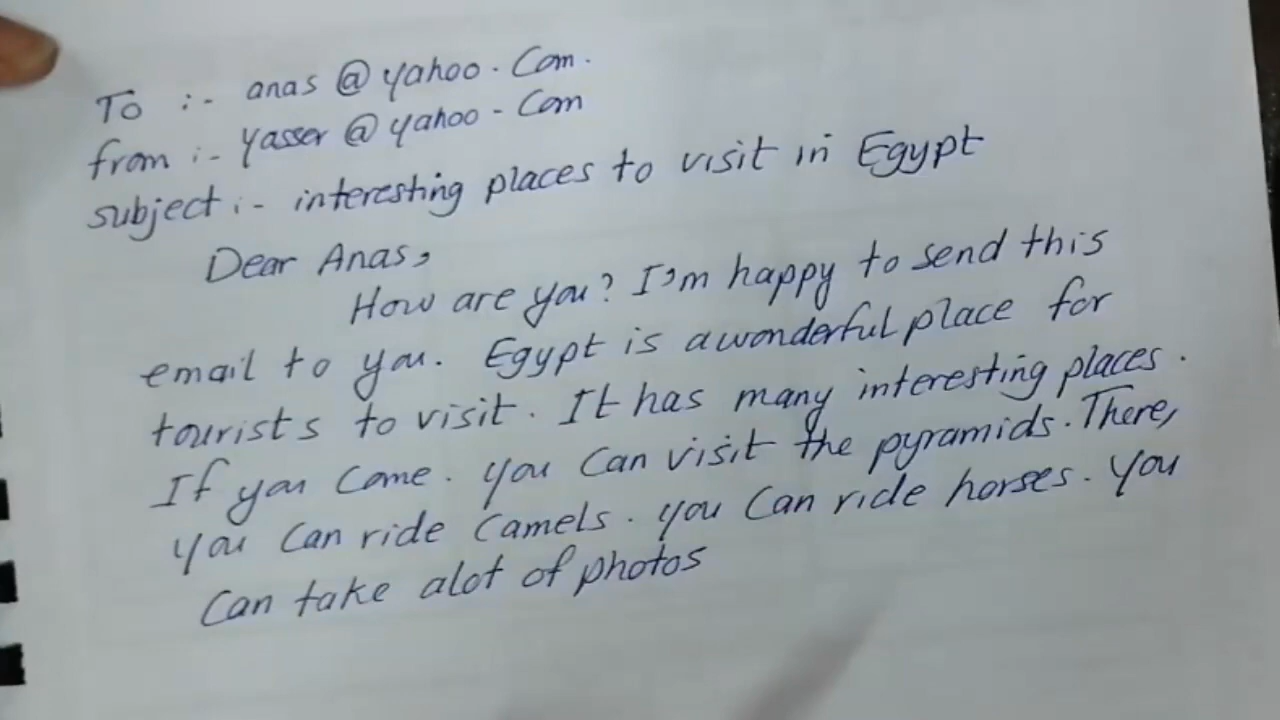 To :- anas @ yahoo . Com .
from :- yasser @ yahoo - Com
subject :- interesting places to visit in Egypt
Dear Anas,
How are you? I'm happy to send this
email to you. Egypt is a wonderful place for
tourists to visit. It has many interesting places.
If you come. you Can visit the pyramids. There,
you Can ride Camels. you Can ride horses. you
Can take alot of photos